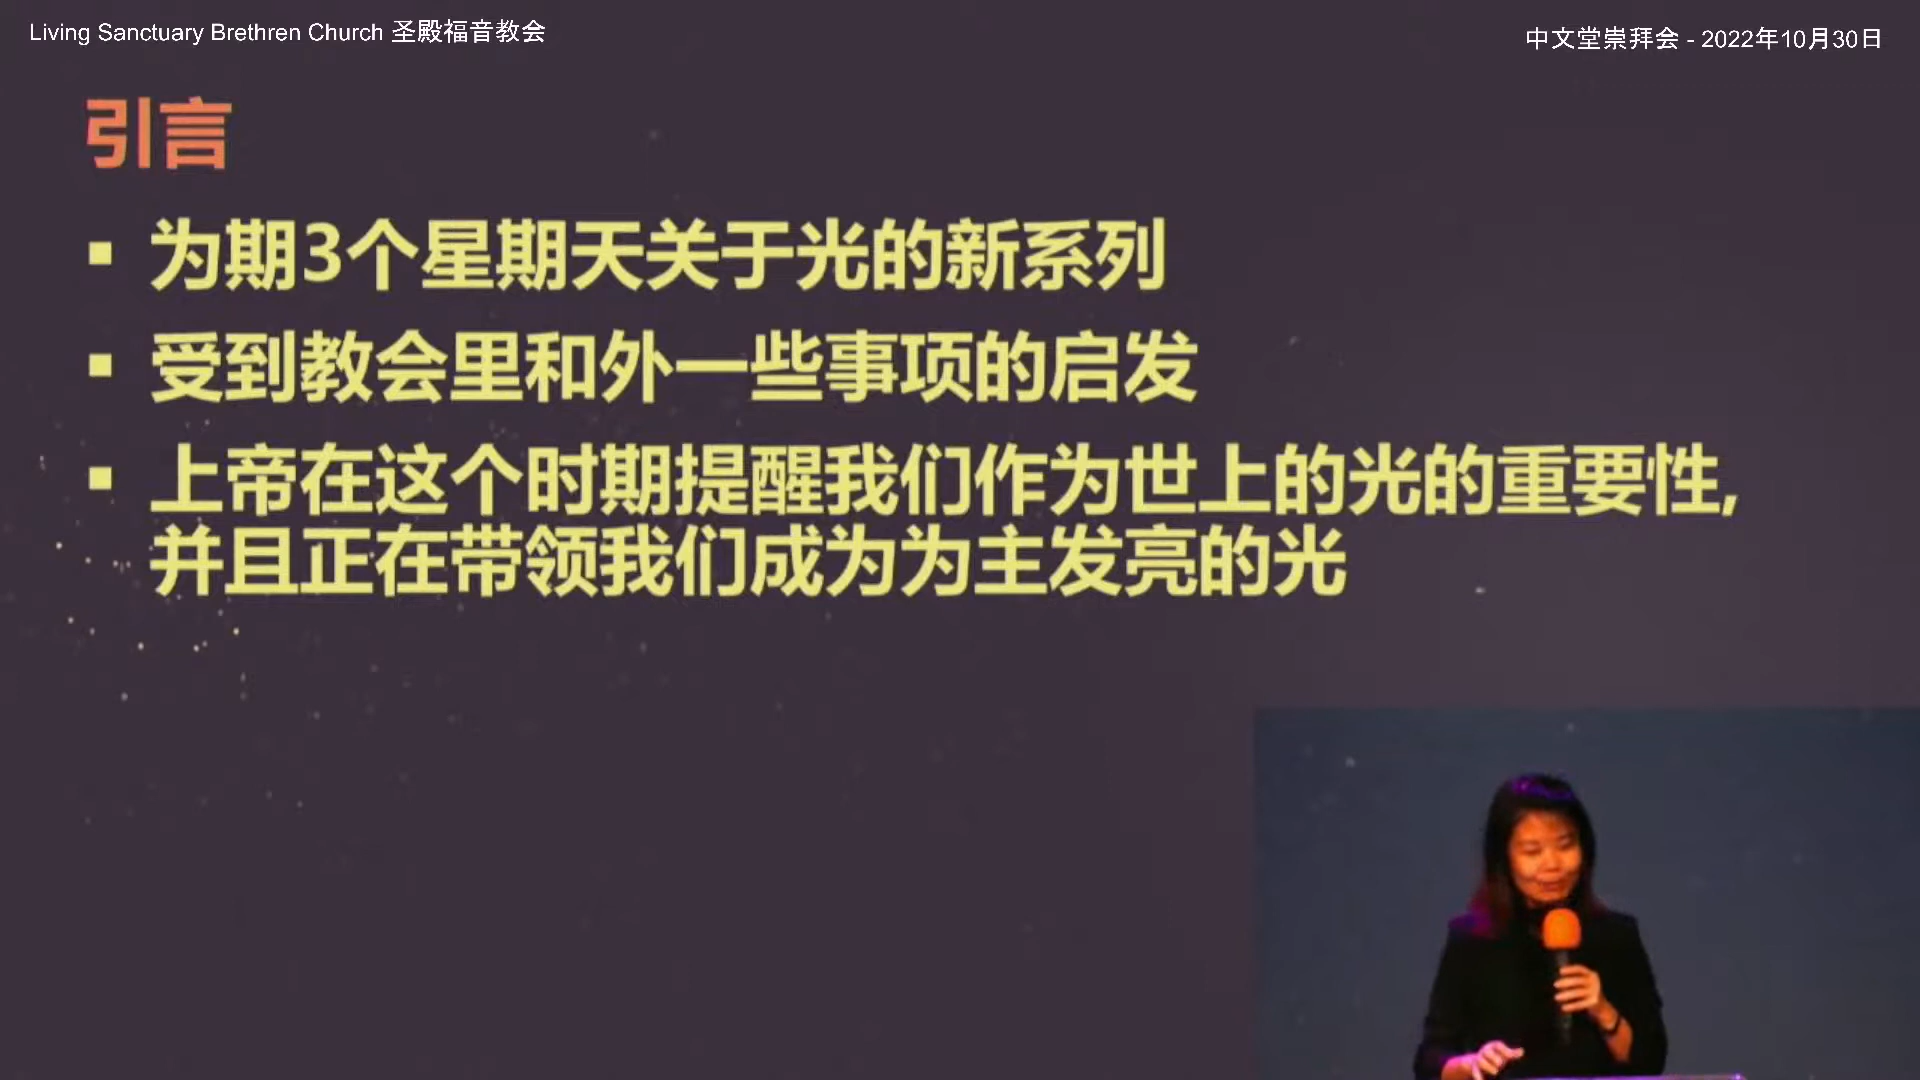 Living Sanctuary Brethren Church 圣殿福音教会
中文堂崇拜会 - 2022年10月30日
引言
▪ 为期3个星期天关于光的新系列
▪ 受到教会里和外一些事项的启发
▪ 上帝在这个时期提醒我们作为世上的光的重要性,
并且正在带领我们成为为主发亮的光